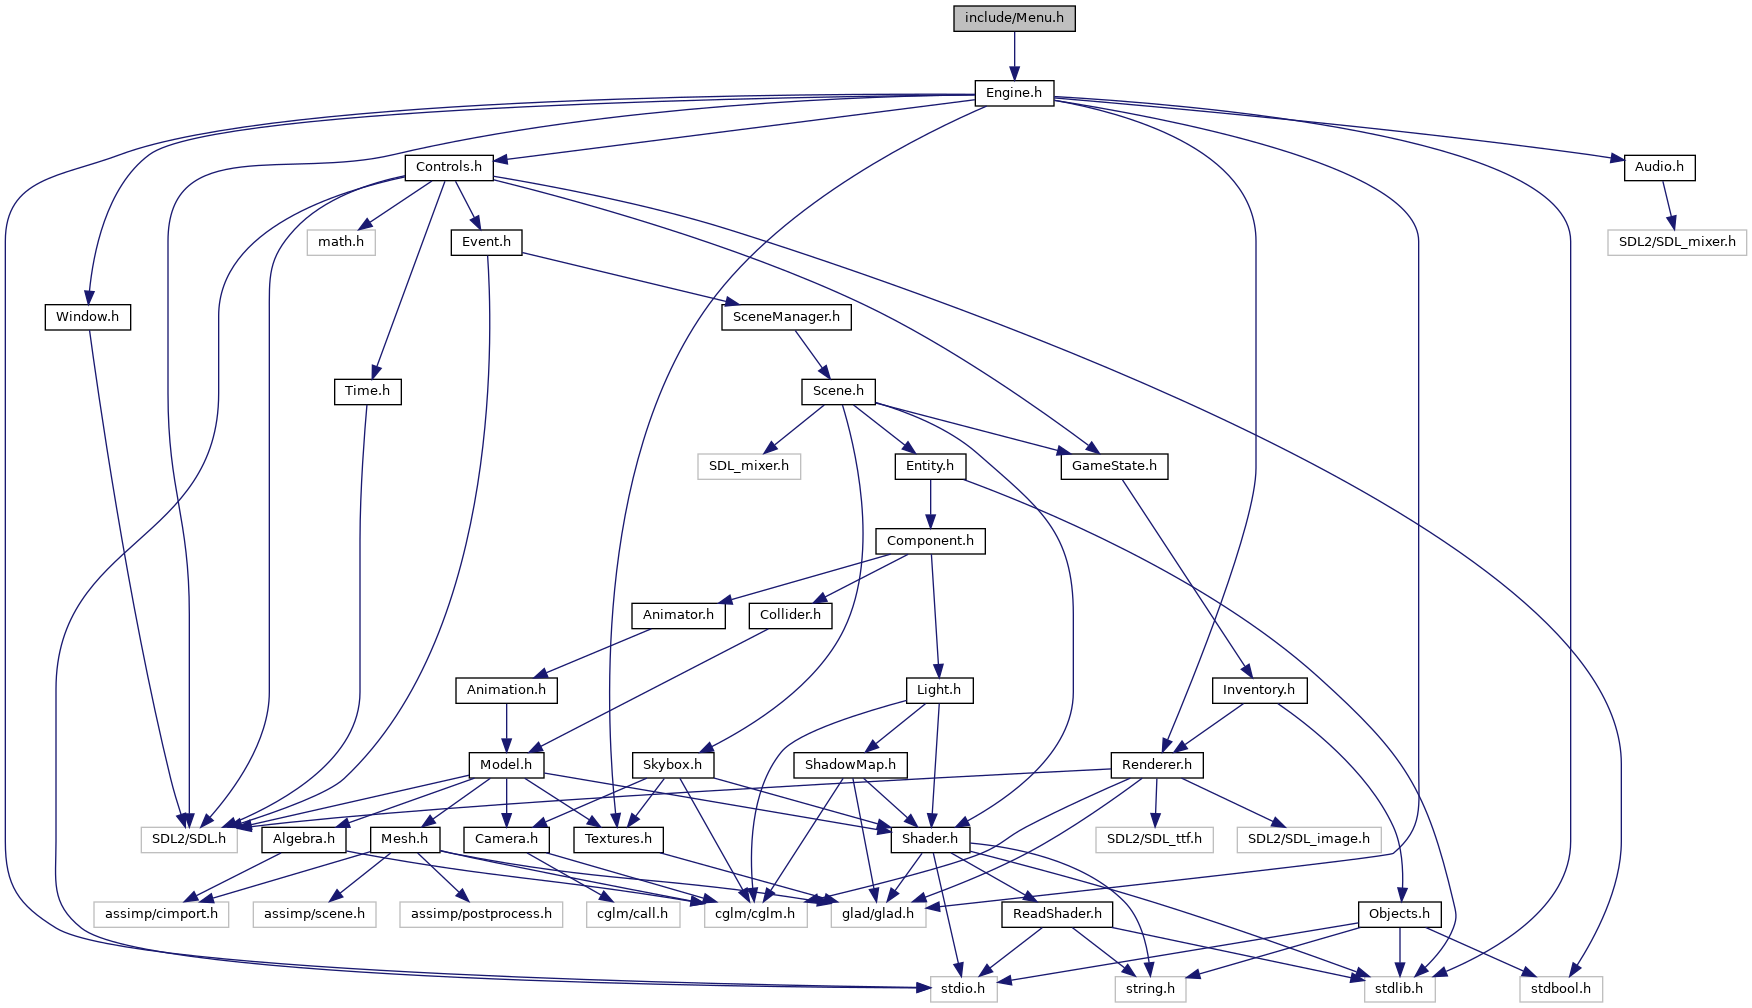 include/Menu.h
Engine.h
Controls.h
Audio.h
math.h
Event.h
SDL2/SDL_mixer.h
Window.h
SceneManager.h
Time.h
Scene.h
SDL_mixer.h
Entity.h
GameState.h
Component.h
Animator.h
Collider.h
Animation.h
Light.h
Inventory.h
Model.h
Skybox.h
ShadowMap.h
Renderer.h
SDL2/SDL.h
Algebra.h
Mesh.h
Camera.h
Textures.h
Shader.h
SDL2/SDL_ttf.h
SDL2/SDL_image.h
assimp/cimport.h
assimp/scene.h
assimp/postprocess.h
cglm/call.h
cglm/cglm.h
glad/glad.h
ReadShader.h
Objects.h
stdio.h
string.h
stdlib.h
stdbool.h